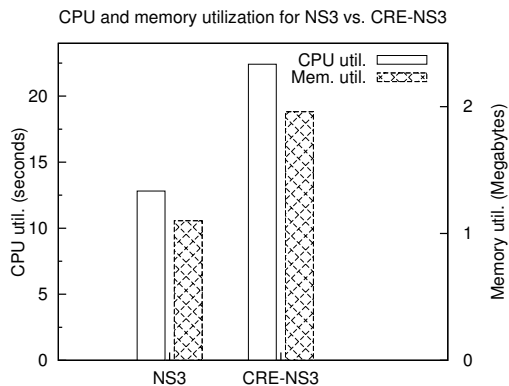 CPU and memory utilization for NS3 vs. CRE-NS3
CPU util.
Mem. util.
20
15
10
5
0
2
1
0
CPU util. (seconds)
Memory util. (Megabytes)
NS3
CRE-NS3